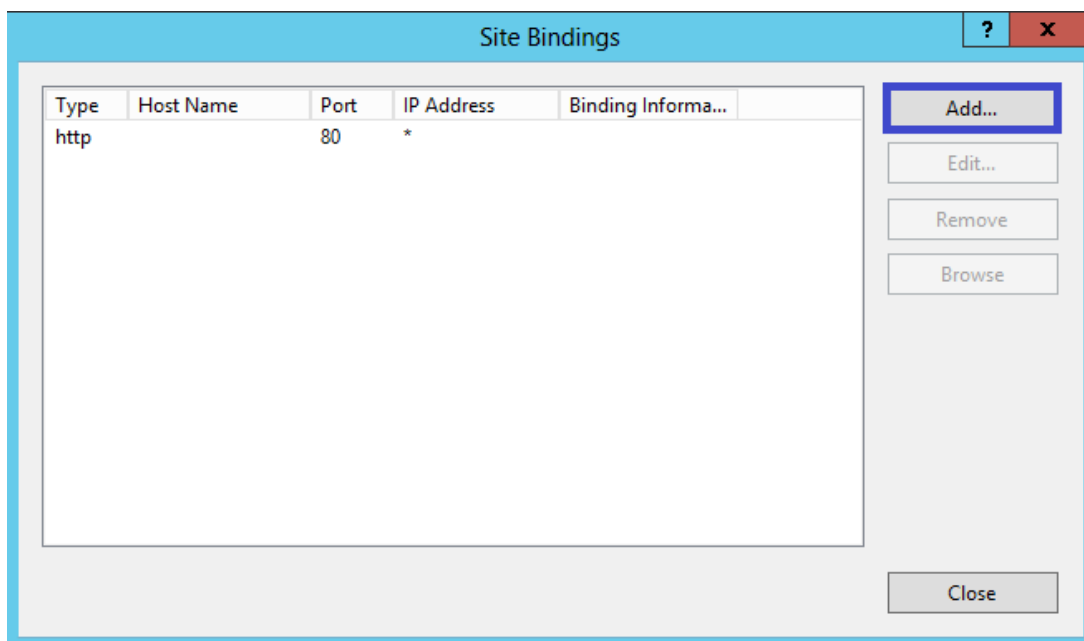 Site Bindings
? x
Type Host Name Port IP Address Binding Informa...
http 80 *
Add...
Edit...
Remove
Browse
Close